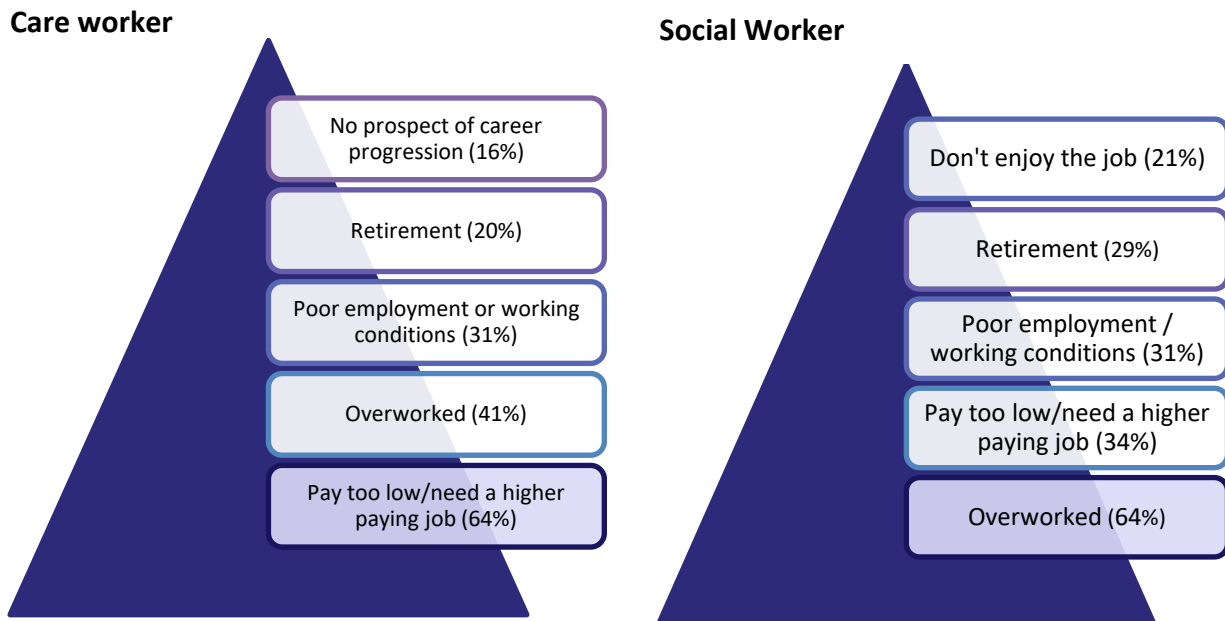 Care worker
No prospect of career
progression (16%)
Retirement (20%)
Poor employment or working
conditions (31%)
Overworked (41%)
Pay too low/need a higher
paying job (64%)
Social Worker
Don't enjoy the job (21%)
Retirement (29%)
Poor employment /
working conditions (31%)
Pay too low/need a higher
paying job (34%)
Overworked (64%)